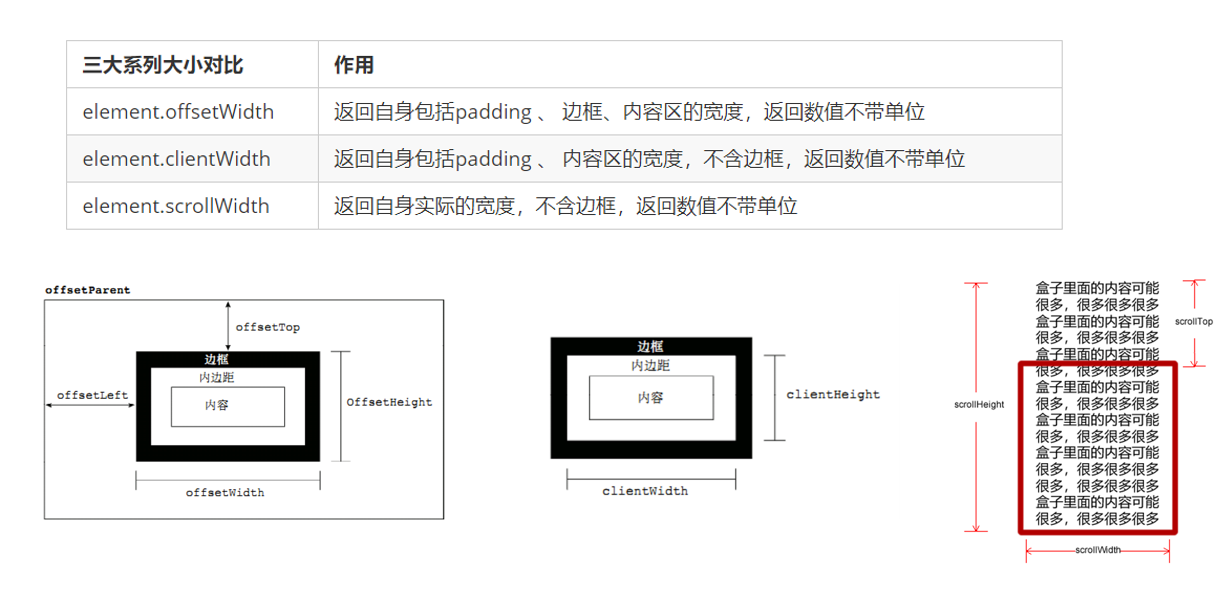 三大系列大小对比 作用
element.offsetWidth 返回自身包括padding 、 边框、内容区的宽度，返回数值不带单位
element.clientWidth 返回自身包括padding 、 内容区的宽度，不含边框，返回数值不带单位
element.scrollWidth 返回自身实际的宽度，不含边框，返回数值不带单位
offsetParent
offsetTop
边框
内边距
内容
offsetLeft
OffsetHeight
offsetWidth
边框
内边距
内容
clientHeight
clientWidth
盒子里面的内容可能
很多，很多很多很多
盒子里面的内容可能
很多，很多很多很多
盒子里面的内容可能
很多，很多很多很多
盒子里面的内容可能
很多，很多很多很多
盒子里面的内容可能
很多，很多很多很多
盒子里面的内容可能
很多，很多很多很多
很多，很多很多很多
盒子里面的内容可能
很多，很多很多很多
scrollTop
scrollHeight
scrollWidth